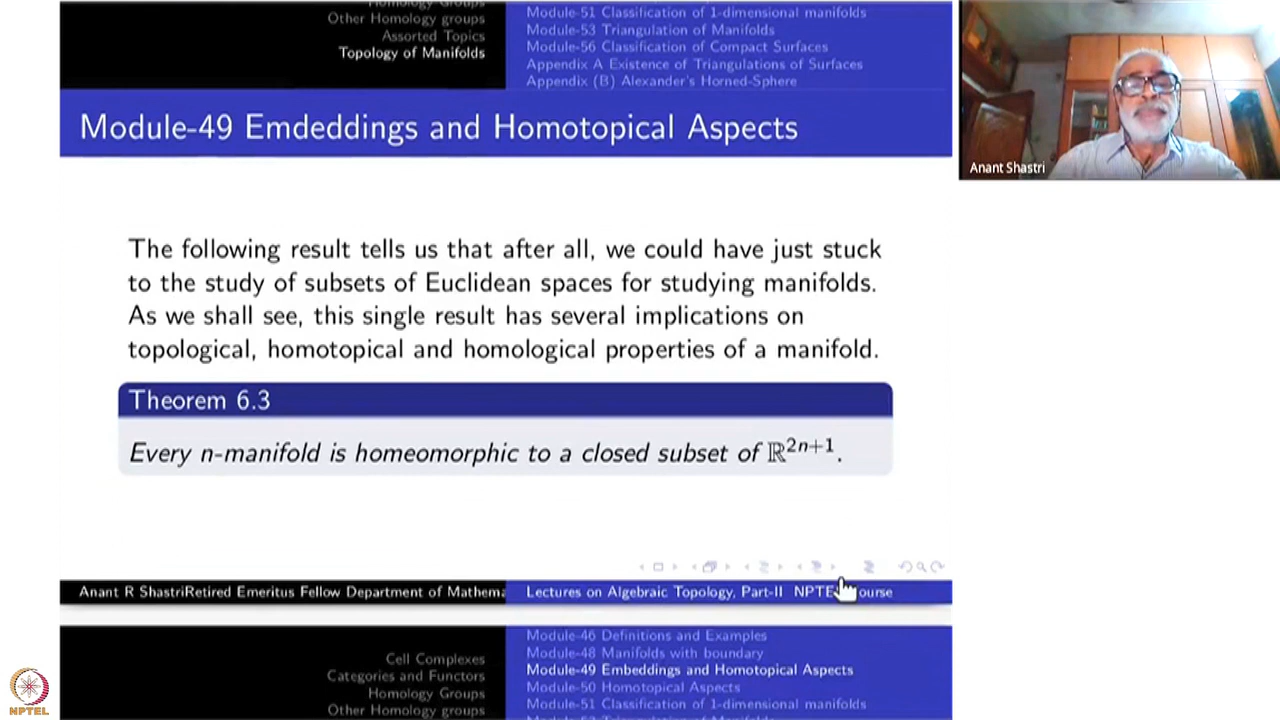 Homology Groups
Other Homology groups
Assorted Topics
Topology of Manifolds
Module-51 Classification of 1-dimensional manifolds
Module-53 Triangulation of Manifolds
Module-56 Classification of Compact Surfaces
Appendix A Existence of Triangulations of Surfaces
Appendix (B) Alexander's Horned-Sphere
Module-49 Emdeddings and Homotopical Aspects
Anant Shastri
The following result tells us that after all, we could have just stuck
to the study of subsets of Euclidean spaces for studying manifolds.
As we shall see, this single result has several implications on
topological, homotopical and homological properties of a manifold.
Theorem 6.3
Every n-manifold is homeomorphic to a closed subset of ℝ²ⁿ⁺¹.
Anant R ShastriRetired Emeritus Fellow Department of Mathema
Lectures on Algebraic Topology, Part-II NPTEL Course
Cell Complexes
Categories and Functors
Homology Groups
Other Homology groups
Module-46 Definitions and Examples
Module-48 Manifolds with boundary
Module-49 Embeddings and Homotopical Aspects
Module-50 Homotopical Aspects
Module-51 Classification of 1-dimensional manifolds
NPTEL